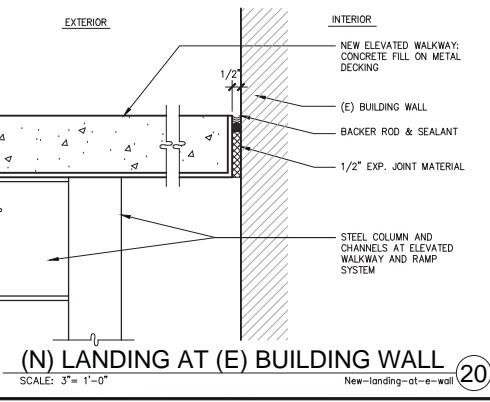 EXTERIOR
INTERIOR
NEW ELEVATED WALKWAY:
CONCRETE FILL ON METAL
DECKING
1/2"
(E) BUILDING WALL
BACKER ROD & SEALANT
1/2" EXP. JOINT MATERIAL
STEEL COLUMN AND
CHANNELS AT ELEVATED
WALKWAY AND RAMP
SYSTEM
(N) LANDING AT (E) BUILDING WALL
20
SCALE: 3"= 1'-0"
New-landing-at-e-wall